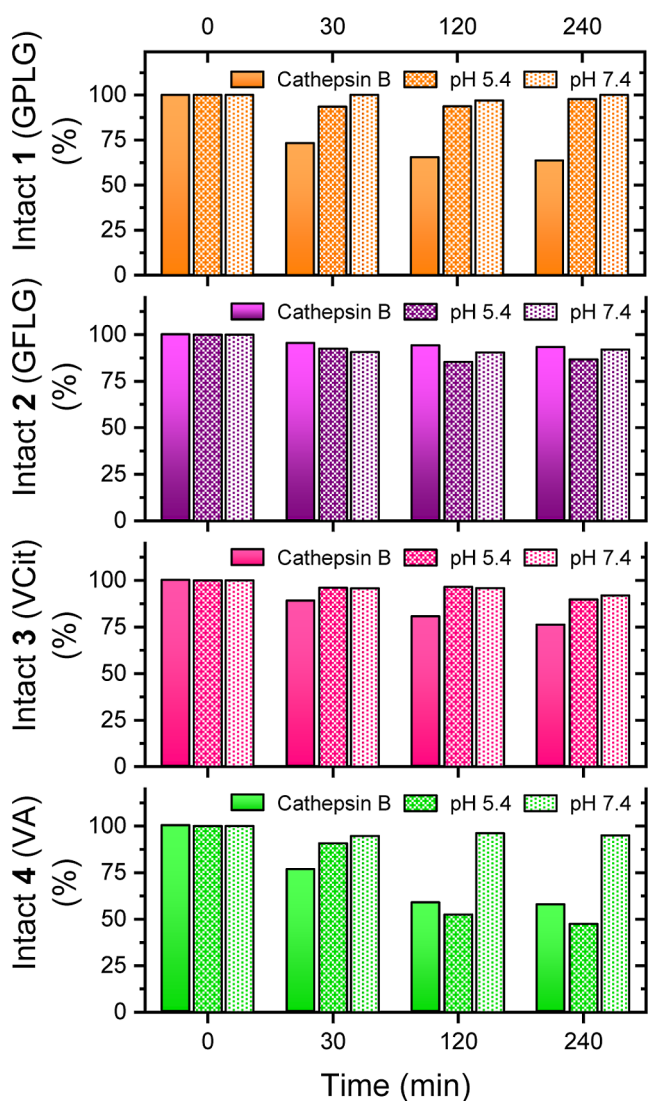 0 30 120 240
Intact 1 (GPLG)
(%)
Cathepsin B pH 5.4 pH 7.4
100
75
50
25
0
Intact 2 (GFLG)
(%)
Cathepsin B pH 5.4 pH 7.4
100
75
50
25
0
Intact 3 (VCit)
(%)
Cathepsin B pH 5.4 pH 7.4
100
75
50
25
0
Intact 4 (VA)
(%)
Cathepsin B pH 5.4 pH 7.4
100
75
50
25
0
0 30 120 240
Time (min)